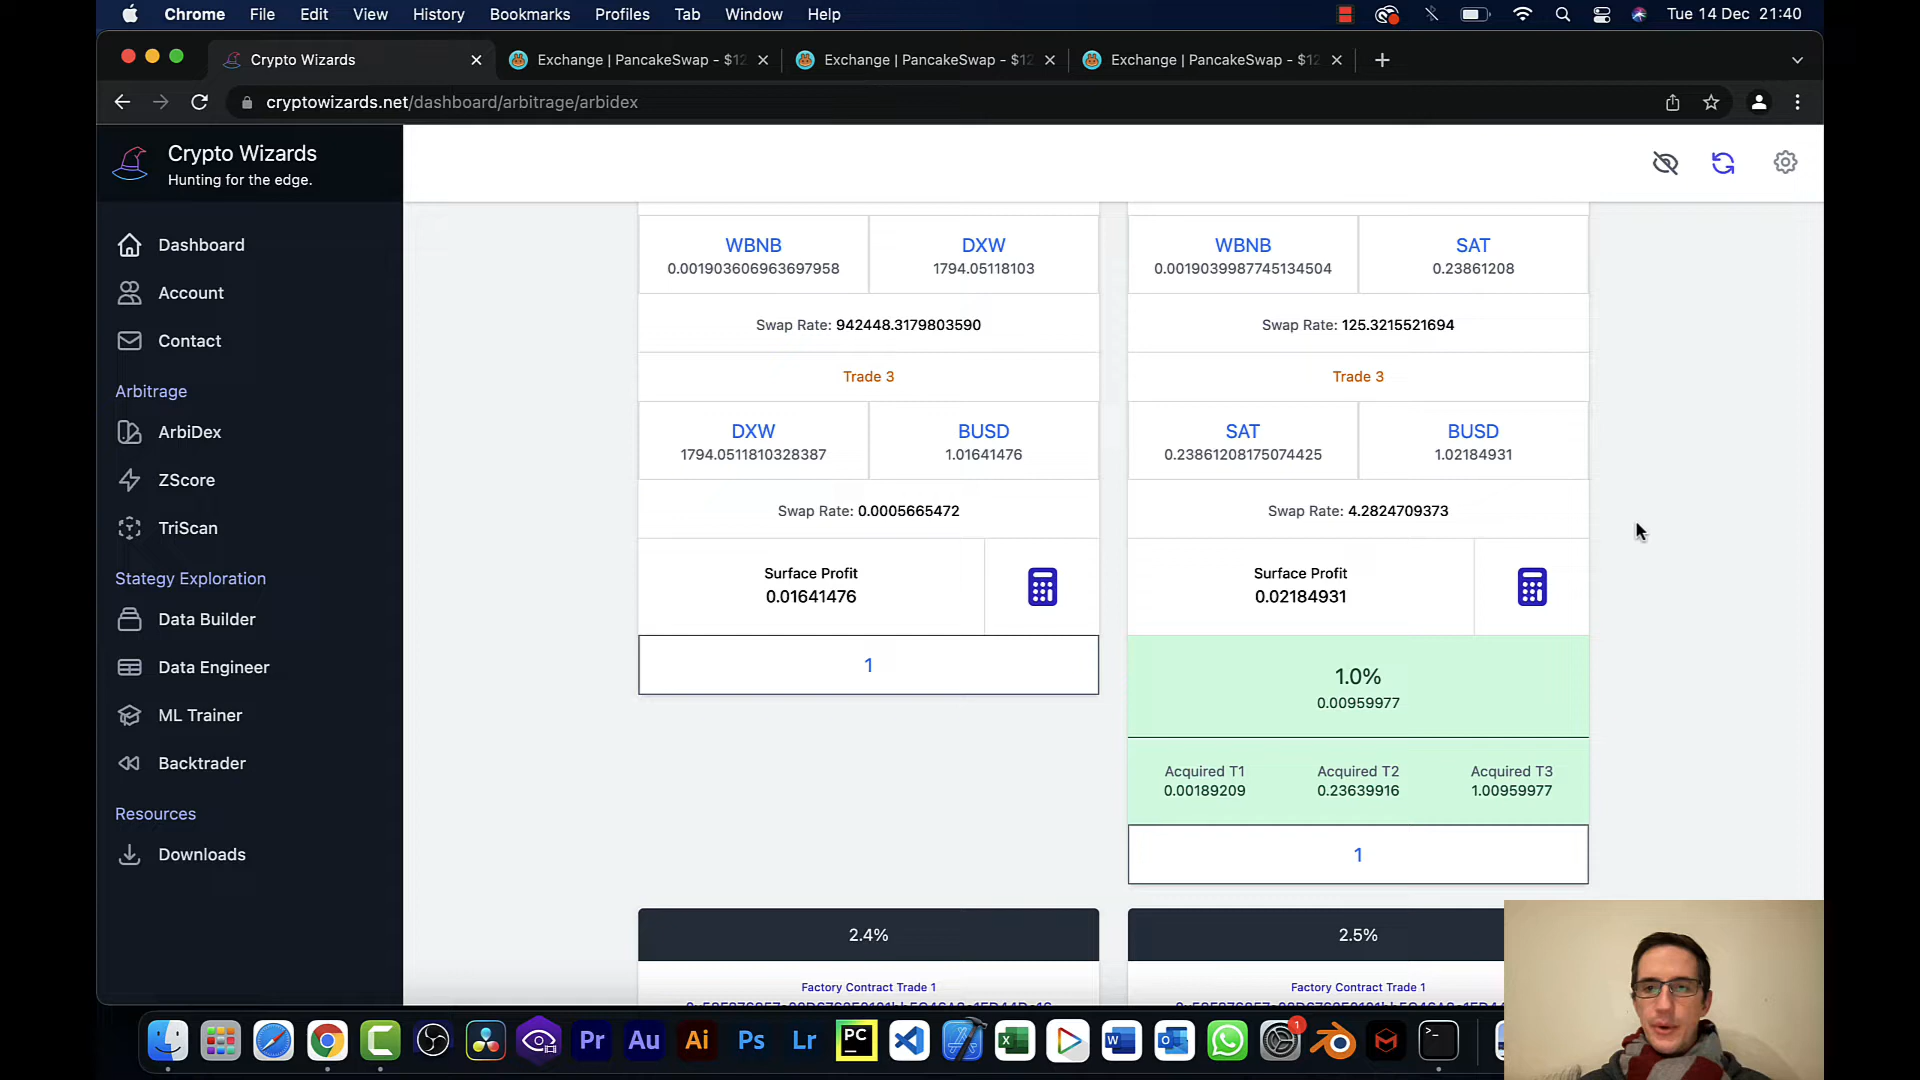 Chrome File Edit View History Bookmarks Profiles Tab Window Help Tue 14 Dec 21:40
Crypto Wizards
Exchange | PancakeSwap - $12
Exchange | PancakeSwap - $12
Exchange | PancakeSwap - $12
cryptowizards.net/dashboard/arbitrage/arbidex
Crypto Wizards
Hunting for the edge.
Dashboard
Account
Contact
Arbitrage
ArbiDex
ZScore
TriScan
Stategy Exploration
Data Builder
Data Engineer
ML Trainer
Backtrader
Resources
Downloads
WBNB
0.001903606963697958
DXW
1794.05118103
Swap Rate: 942448.3179803590
Trade 3
DXW
1794.0511810328387
BUSD
1.01641476
Swap Rate: 0.0005665472
Surface Profit
0.01641476
1
WBNB
0.0019039987745134504
SAT
0.23861208
Swap Rate: 125.3215521694
Trade 3
SAT
0.23861208175074425
BUSD
1.02184931
Swap Rate: 4.2824709373
Surface Profit
0.02184931
1.0%
0.00959977
Acquired T1
0.00189209
Acquired T2
0.23639916
Acquired T3
1.00959977
1
2.4%
Factory Contract Trade 1
2.5%
Factory Contract Trade 1
Pr Au Ai Ps Lr PC 1